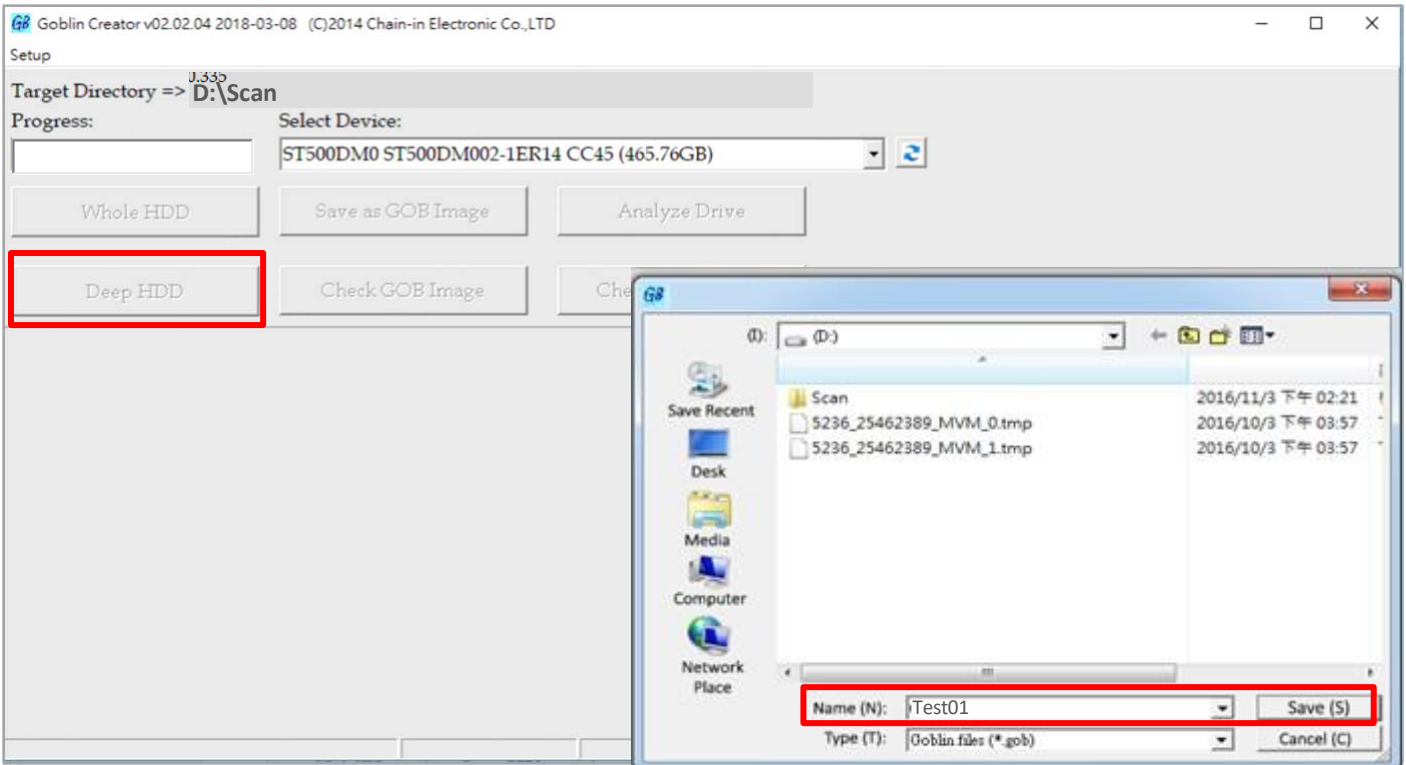 GB Goblin Creator v02.02.04 2018-03-08 (C)2014 Chain-in Electronic Co.,LTD
Setup
0.335
Target Directory => D:\Scan
Progress:
Select Device:
ST500DM0 ST500DM002-1ER14 CC45 (465.76GB)
Whole HDD
Save as GOB Image
Analyze Drive
Deep HDD
Check GOB Image
Che
GB
(I):
(D:)
Scan
2016/11/3 下午 02:21
5236_25462389_MVM_0.tmp
2016/10/3 下午 03:57
5236_25462389_MVM_1.tmp
2016/10/3 下午 03:57
Save Recent
Desk
Media
Computer
Network
Place
Name (N):
Test01
Save (S)
Type (T):
Goblin files (*.gob)
Cancel (C)